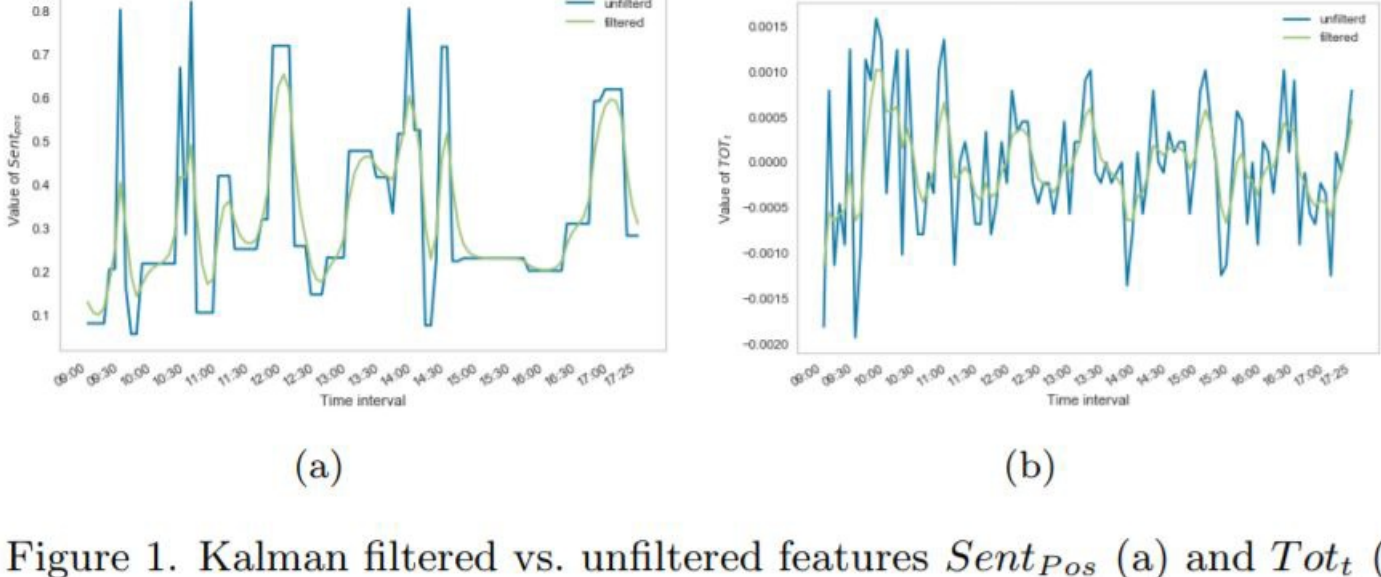 unfilterd
filtered
0.8
0.7
0.6
0.5
0.4
0.3
0.2
0.1
Value of Sent_pos
09:00 09:30 10:00 10:30 11:00 11:30 12:00 12:30 13:00 13:30 14:00 14:30 15:00 15:30 16:00 16:30 17:00 17:25
Time interval
(a)
unfilterd
filtered
0.0015
0.0010
0.0005
0.0000
−0.0005
−0.0010
−0.0015
−0.0020
Value of TOT_t
09:00 09:30 10:00 10:30 11:00 11:30 12:00 12:30 13:00 13:30 14:00 14:30 15:00 15:30 16:00 16:30 17:00 17:25
Time interval
(b)
Figure 1. Kalman filtered vs. unfiltered features Sent_Pos (a) and Tot_t (